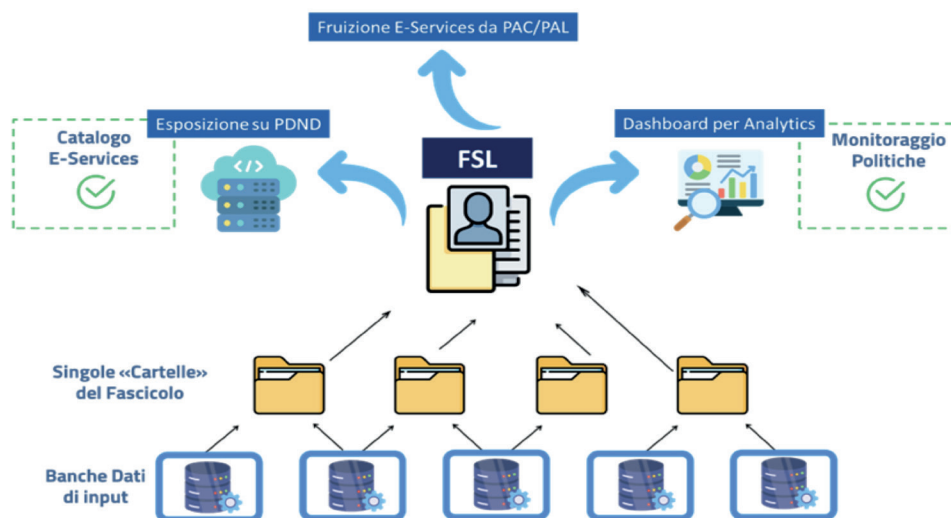 Fruizione E-Services da PAC/PAL
Catalogo
E-Services
Esposizione su PDND
FSL
Dashboard per Analytics
Monitoraggio
Politiche
Singole «Cartelle»
del Fascicolo
Banche Dati
di input